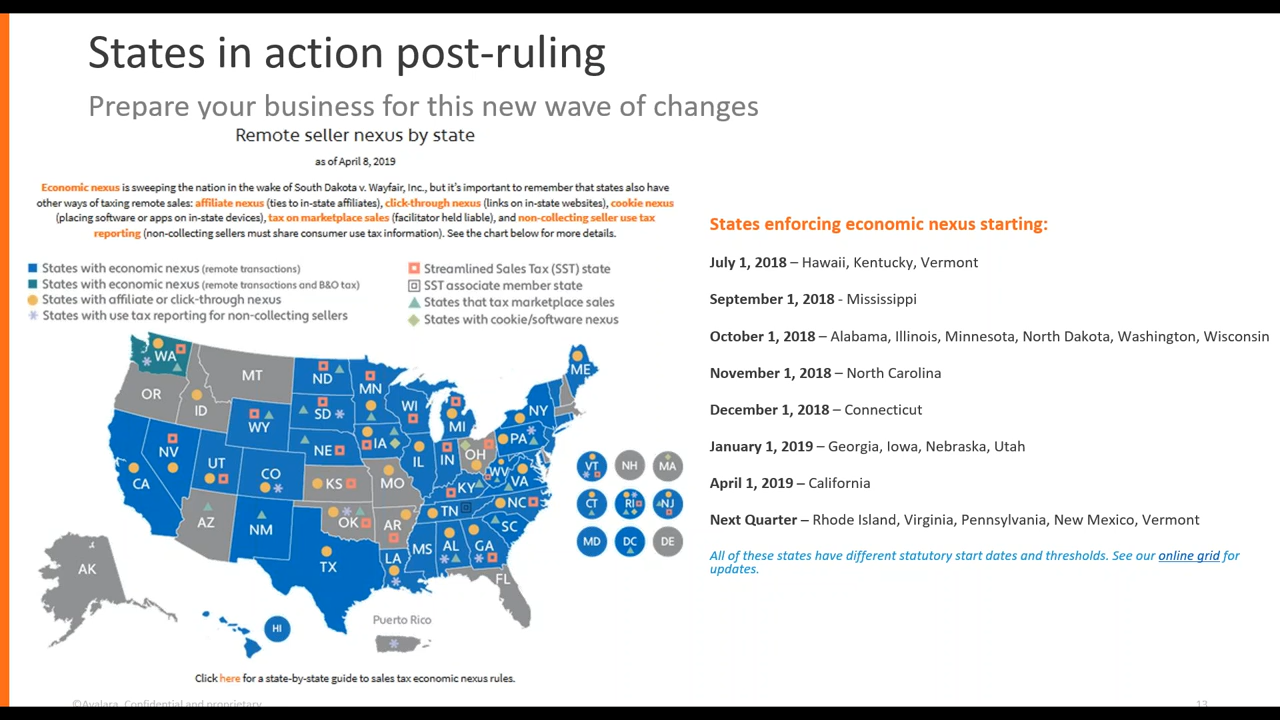 States in action post-ruling
Prepare your business for this new wave of changes
Remote seller nexus by state
as of April 8, 2019
Economic nexus is sweeping the nation in the wake of South Dakota v. Wayfair, Inc., but it's important to remember that states also have
other ways of taxing remote sales: affiliate nexus (ties to in-state affiliates), click-through nexus (links on in-state websites), cookie nexus
(placing software or apps on in-state devices), tax on marketplace sales (facilitator held liable), and non-collecting seller use tax
reporting (non-collecting sellers must share consumer use tax information). See the chart below for more details.
States with economic nexus (remote transactions)
States with economic nexus (remote transactions and B&O tax)
States with affiliate or click-through nexus
States with use tax reporting for non-collecting sellers
Streamlined Sales Tax (SST) state
SST associate member state
States that tax marketplace sales
States with cookie/software nexus
WA
MT
ND
MN
ME
OR
ID
SD
WI
NY
WY
MI
NV
NE
IA
PA
UT
CO
IL
IN
OH
WV
VA
CA
KS
MO
KY
NC
AZ
NM
OK
AR
TN
SC
TX
LA
MS
AL
GA
FL
AK
HI
Puerto Rico
VT
NH
MA
CT
RI
NJ
MD
DC
DE
Click here for a state-by-state guide to sales tax economic nexus rules.
States enforcing economic nexus starting:
July 1, 2018 – Hawaii, Kentucky, Vermont
September 1, 2018 - Mississippi
October 1, 2018 – Alabama, Illinois, Minnesota, North Dakota, Washington, Wisconsin
November 1, 2018 – North Carolina
December 1, 2018 – Connecticut
January 1, 2019 – Georgia, Iowa, Nebraska, Utah
April 1, 2019 – California
Next Quarter – Rhode Island, Virginia, Pennsylvania, New Mexico, Vermont
All of these states have different statutory start dates and thresholds. See our online grid for
updates.
©Avalara. Confidential and proprietary
13